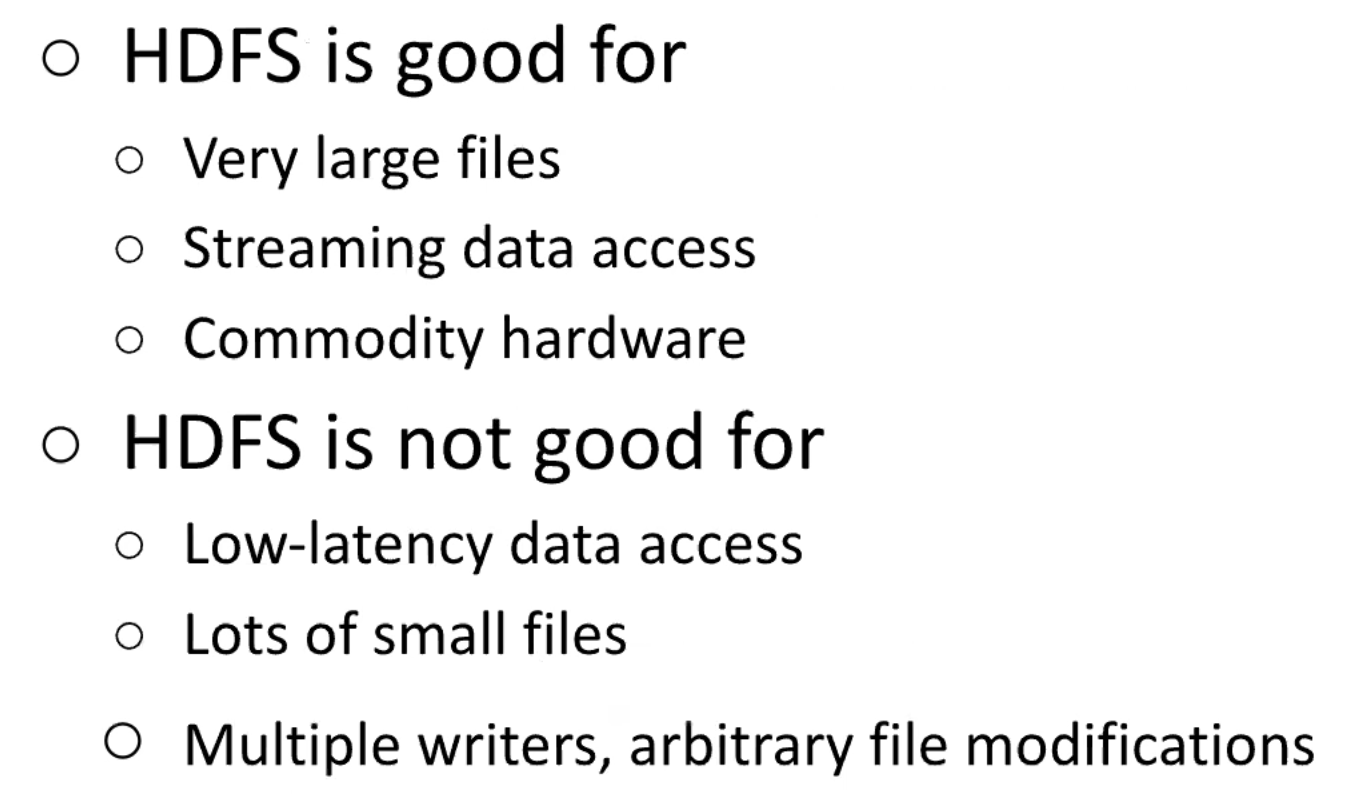 HDFS is good for
Very large files
Streaming data access
Commodity hardware
HDFS is not good for
Low-latency data access
Lots of small files
Multiple writers, arbitrary file modifications